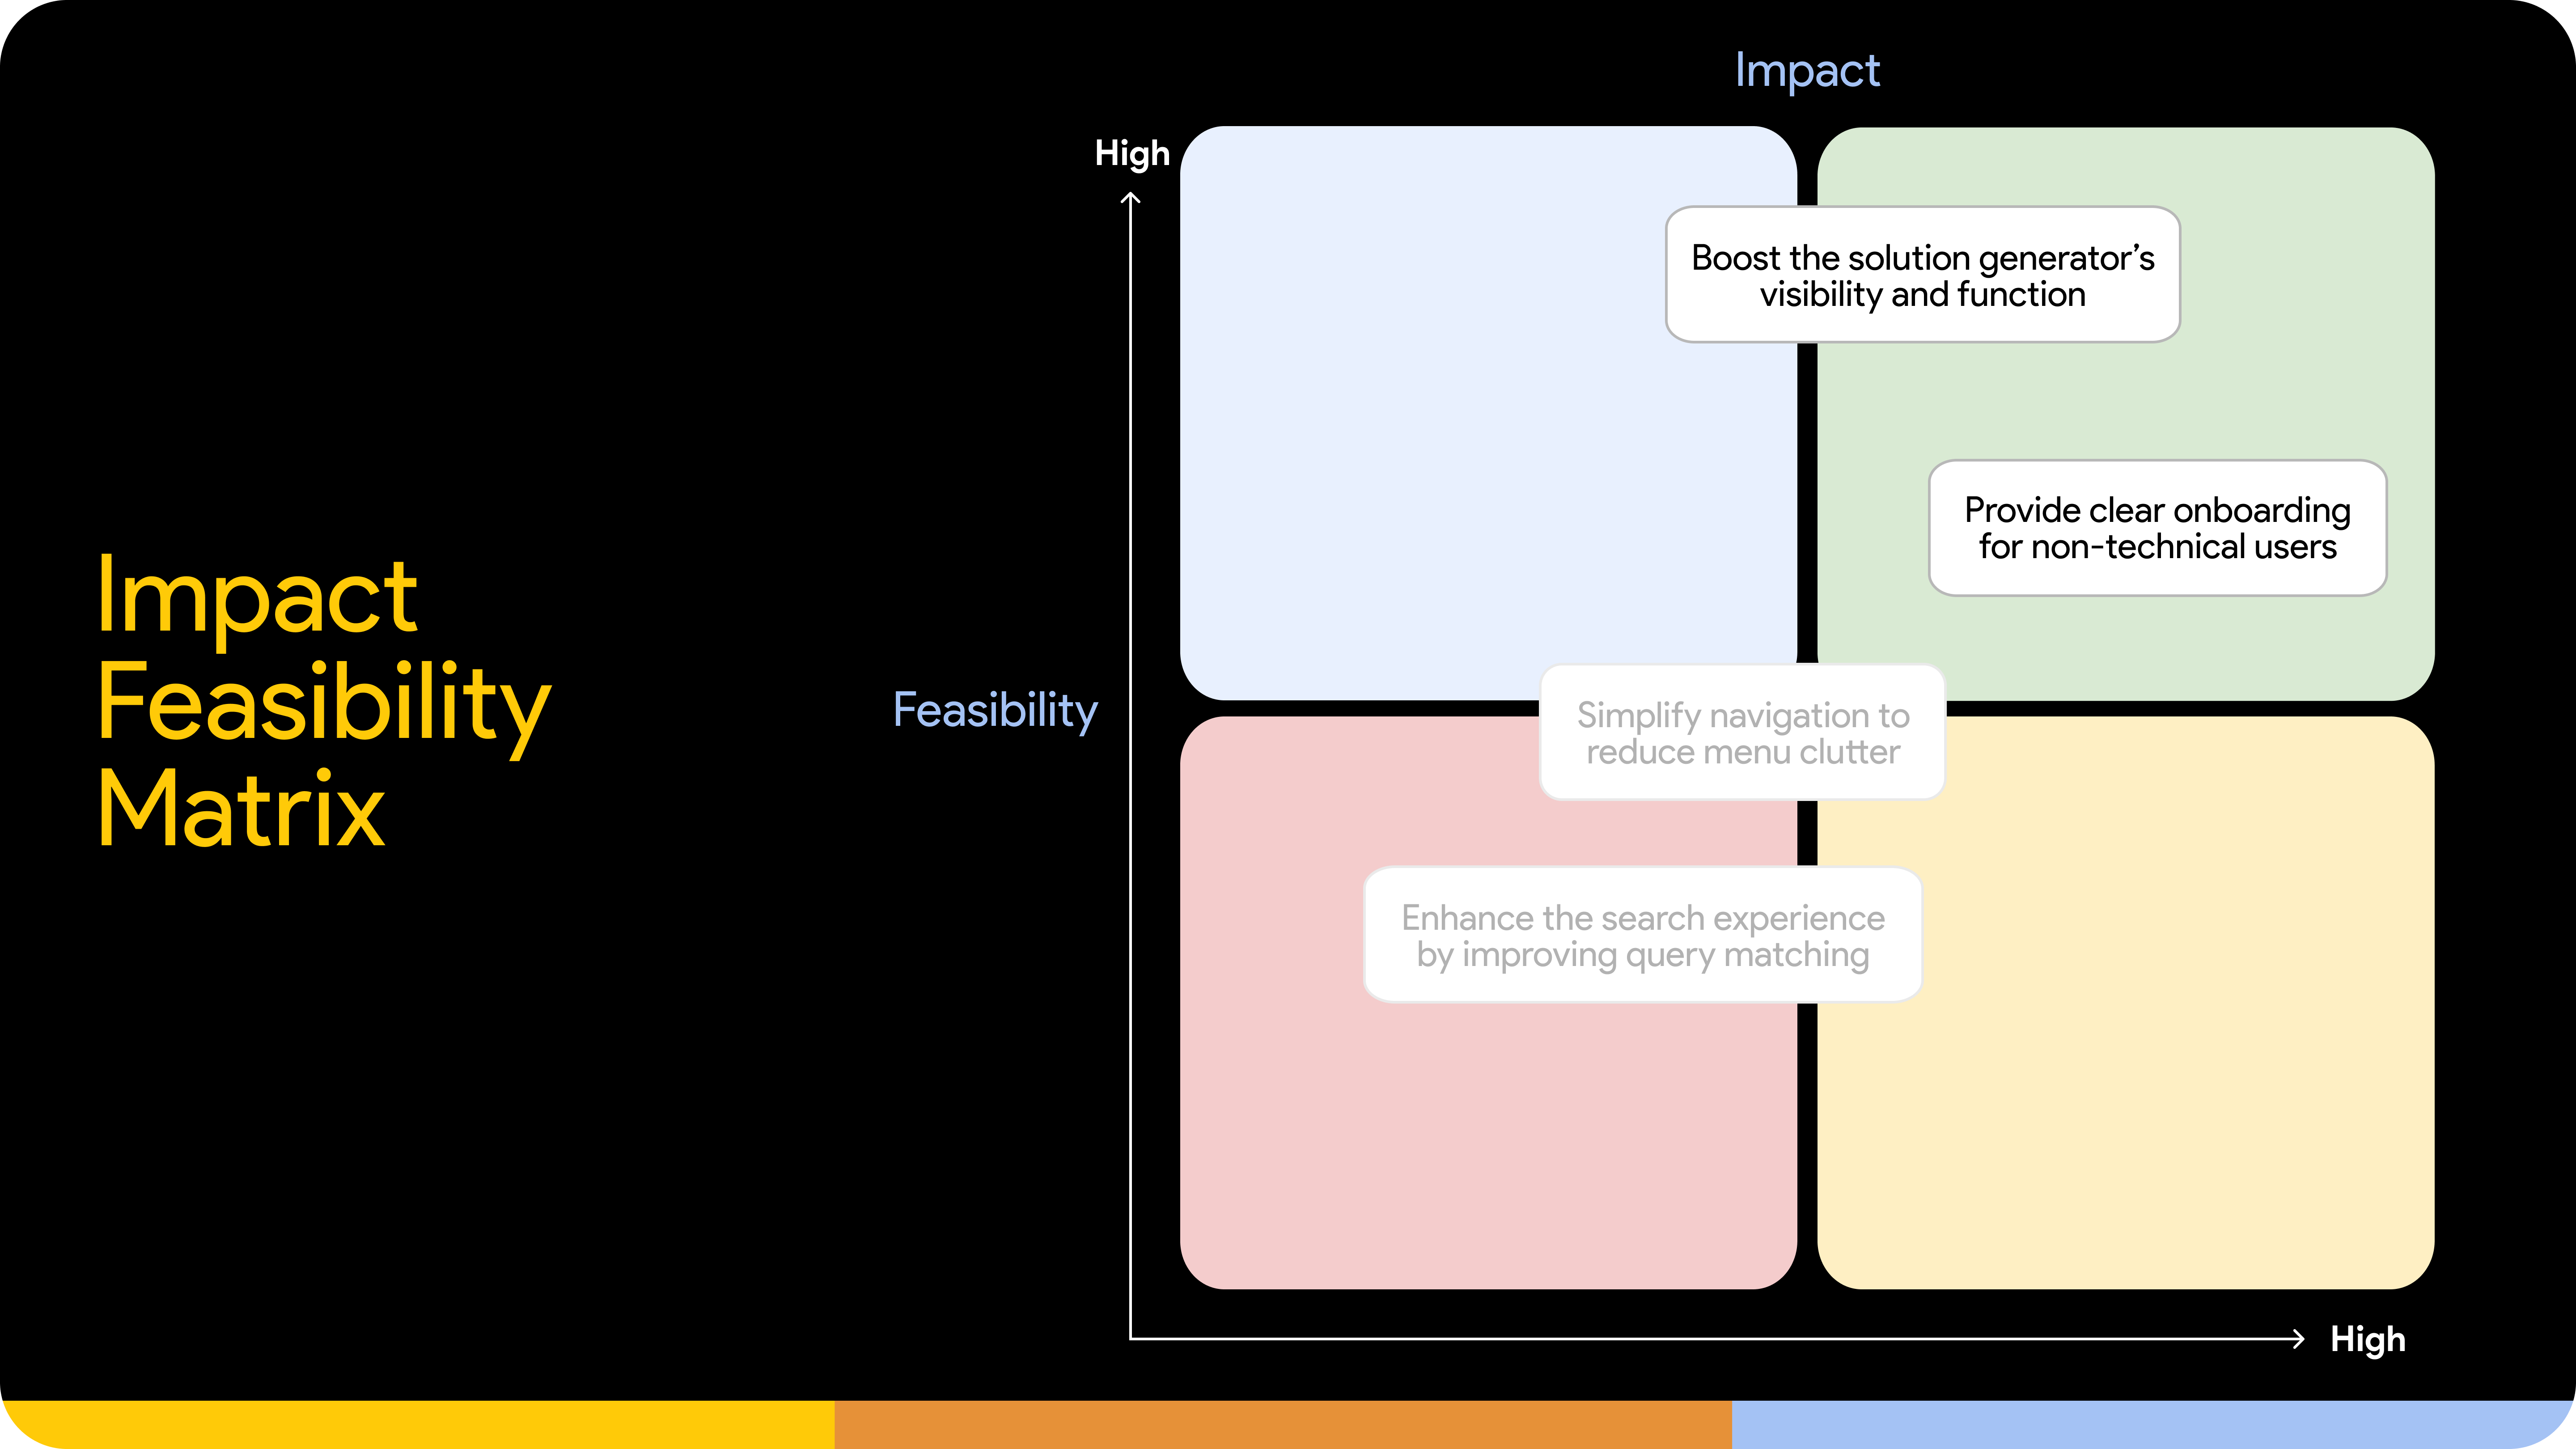 Impact
Feasibility
Matrix
Impact
High
Feasibility
Boost the solution generator’s
visibility and function
Provide clear onboarding
for non-technical users
Simplify navigation to
reduce menu clutter
Enhance the search experience
by improving query matching
High